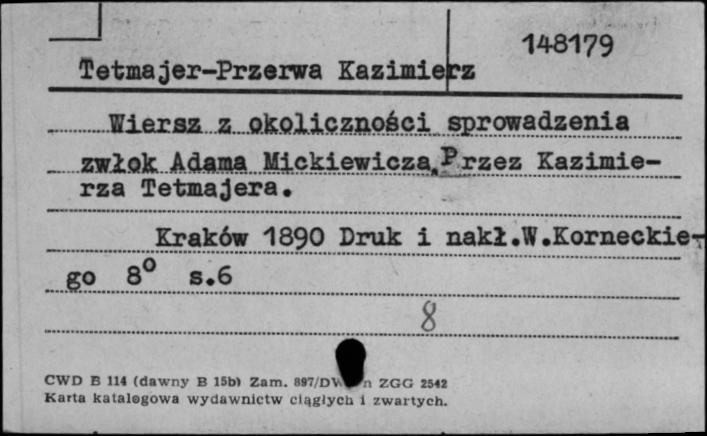 148179
Tetmajer-Przerwa Kazimierz
Wiersz z okoliczności sprowadzenia
zwłok Adama Mickiewicza.Przez Kazimie-
rza Tetmajera.
Kraków 1890 Druk i nakł.W.Korneckie-
go 8⁰ s.6
8
CWD B 114 (dawny B 15b) Zam. 897/ ZGG 2542
Karta katalogowa wydawnictw ciągłych i zwartych.